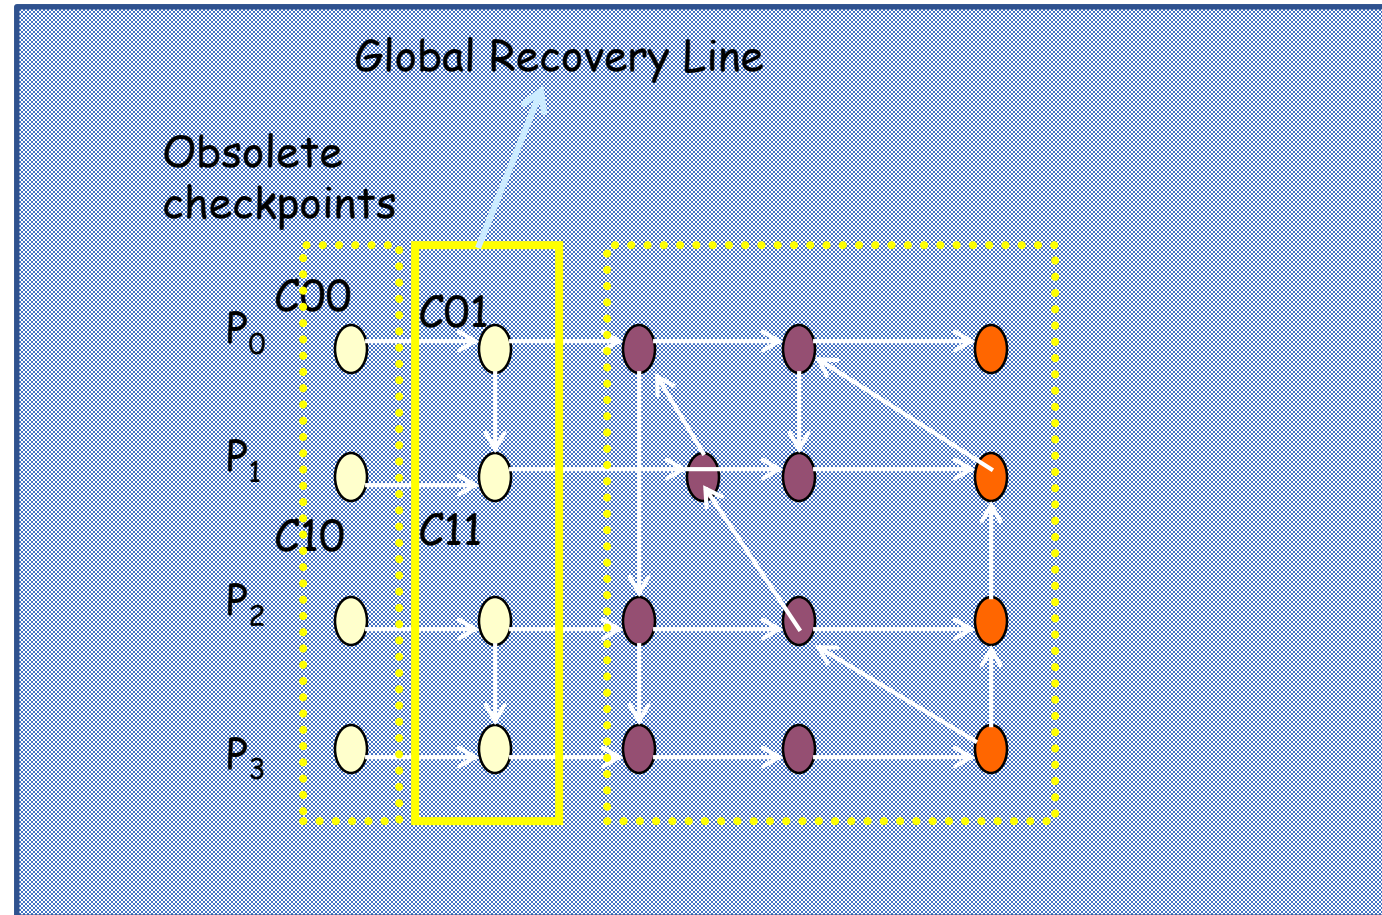 Global Recovery Line
Obsolete
checkpoints
C00
C01
P0
P1
C10
C11
P2
P3